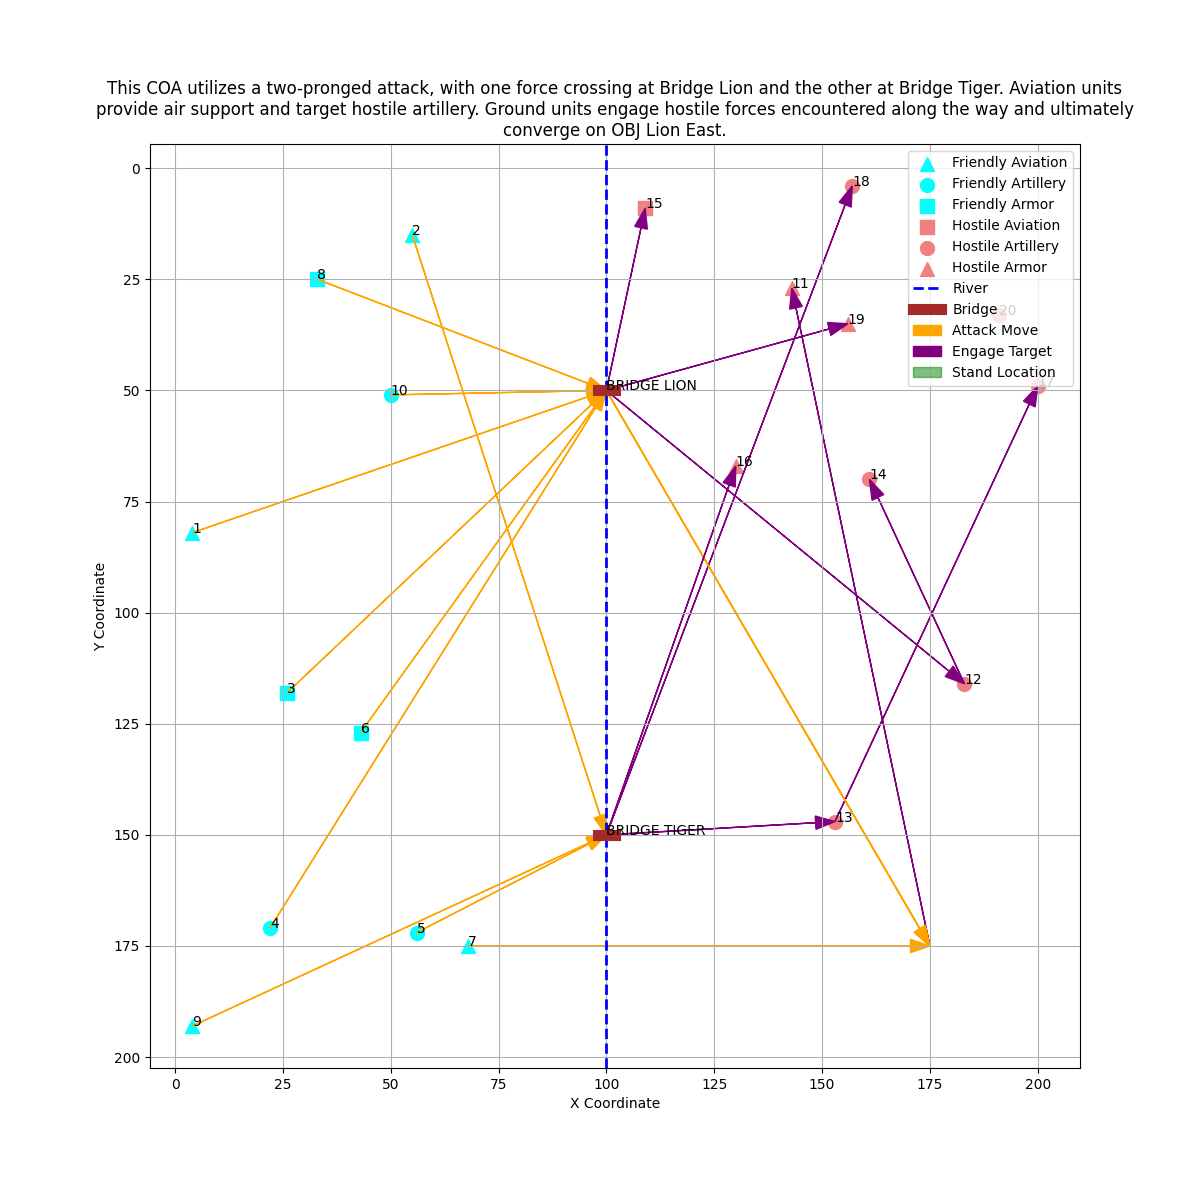 This COA utilizes a two-pronged attack, with one force crossing at Bridge Lion and the other at Bridge Tiger. Aviation units
provide air support and target hostile artillery. Ground units engage hostile forces encountered along the way and ultimately
converge on OBJ Lion East.
Friendly Aviation
Friendly Artillery
Friendly Armor
Hostile Aviation
Hostile Artillery
Hostile Armor
River
Bridge
Attack Move
Engage Target
Stand Location
0
25
50
75
100
125
150
175
200
Y Coordinate
18
15
2
8
11
20
19
BRIDGE LION
10
16
14
1
12
3
6
13
BRIDGE TIGER
4
5
7
9
0
25
50
75
100
125
150
175
200
X Coordinate